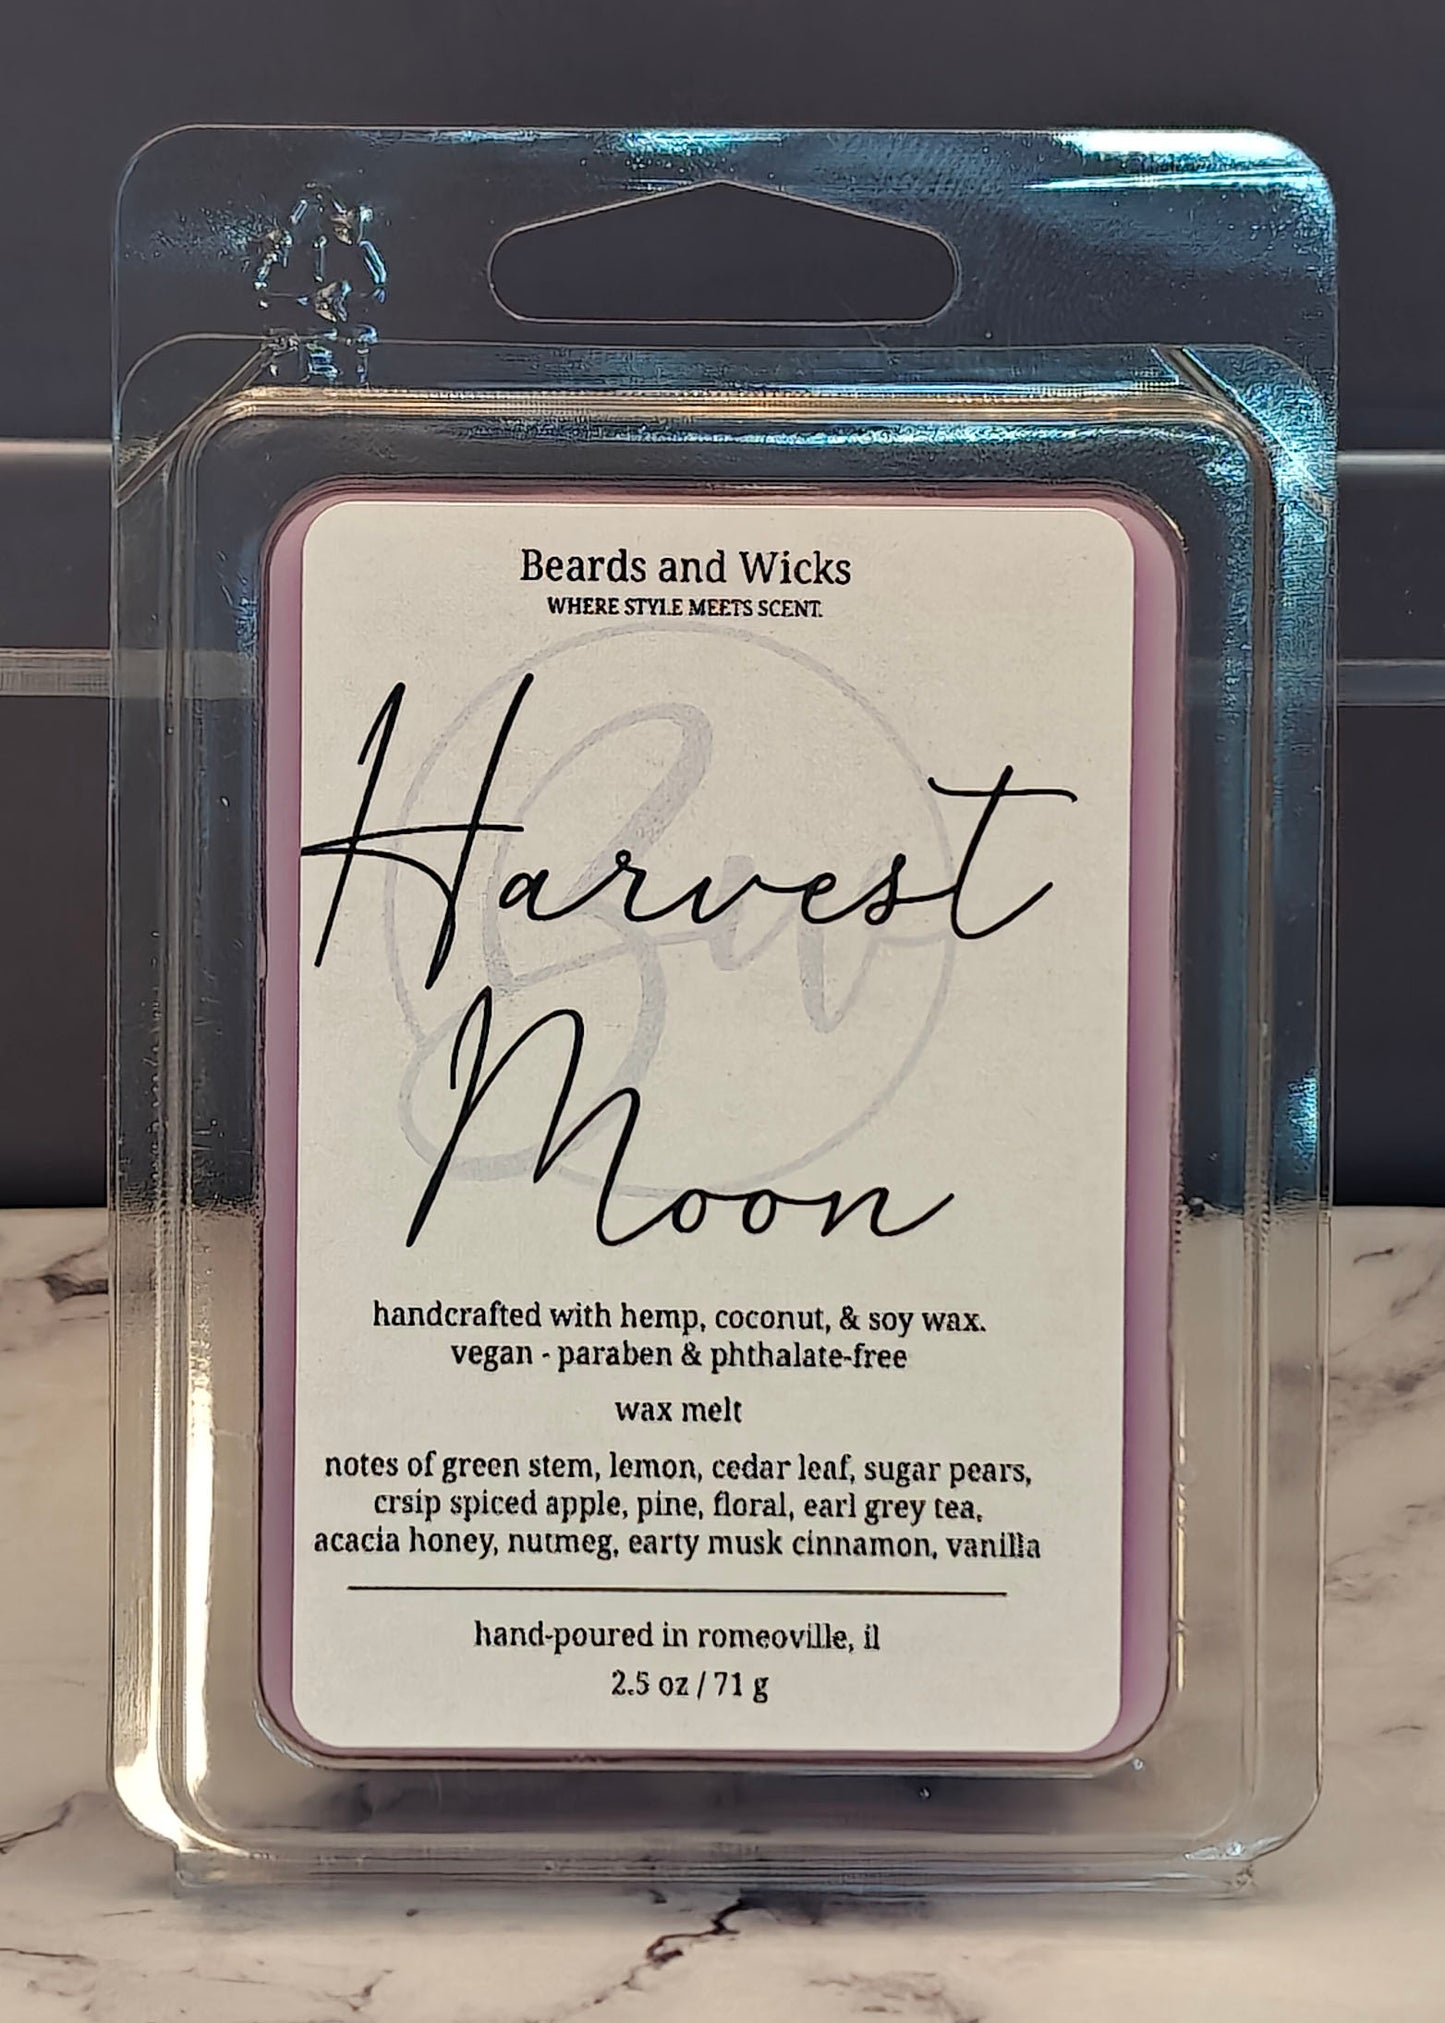 Beards and Wicks
WHERE STYLE MEETS SCENT.
Bw
Harvest
Moon
handcrafted with hemp, coconut, & soy wax.
vegan - paraben & phthalate-free
wax melt
notes of green stem, lemon, cedar leaf, sugar pears,
crsip spiced apple, pine, floral, earl grey tea,
acacia honey, nutmeg, earty musk cinnamon, vanilla
hand-poured in romeoville, il
2.5 oz / 71 g